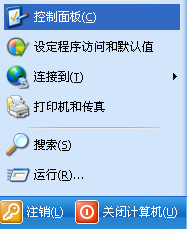 控制面板(C)
设定程序访问和默认值
连接到(T)
打印机和传真
搜索(S)
运行(R)...
注销(L) 关闭计算机(U)